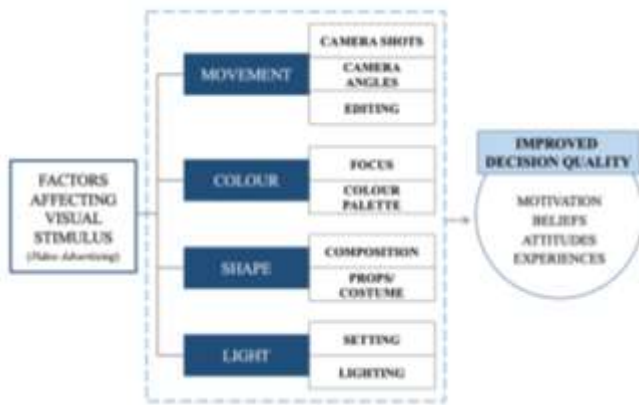 FACTORS
AFFECTING
VISUAL
STIMULUS
(Video Advertising)
MOVEMENT
CAMERA SHOTS
CAMERA
ANGLES
EDITING
COLOUR
FOCUS
COLOUR
PALETTE
SHAPE
COMPOSITION
PROPS/
COSTUME
LIGHT
SETTING
LIGHTING
IMPROVED
DECISION QUALITY
MOTIVATION
BELIEFS
ATTITUDES
EXPERIENCES